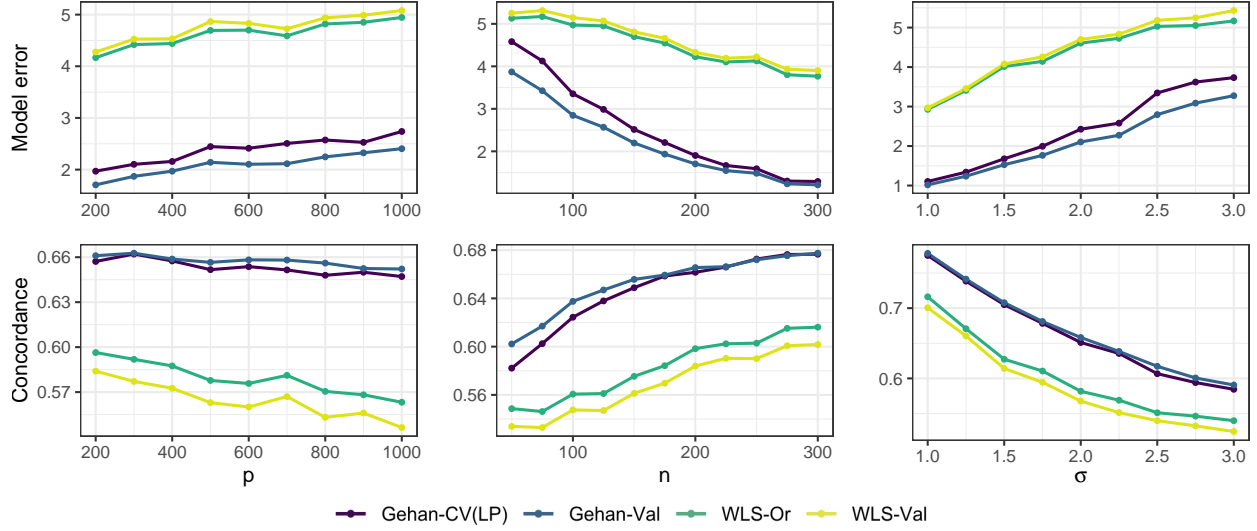 Model error
5
4
3
2
200 400 600 800 1000
5
4
3
2
100 200 300
5
4
3
2
1
1.0 1.5 2.0 2.5 3.0
Concordance
0.66
0.63
0.60
0.57
200 400 600 800 1000
p
0.68
0.64
0.60
0.56
100 200 300
n
0.7
0.6
1.0 1.5 2.0 2.5 3.0
σ
Gehan-CV(LP) Gehan-Val WLS-Or WLS-Val